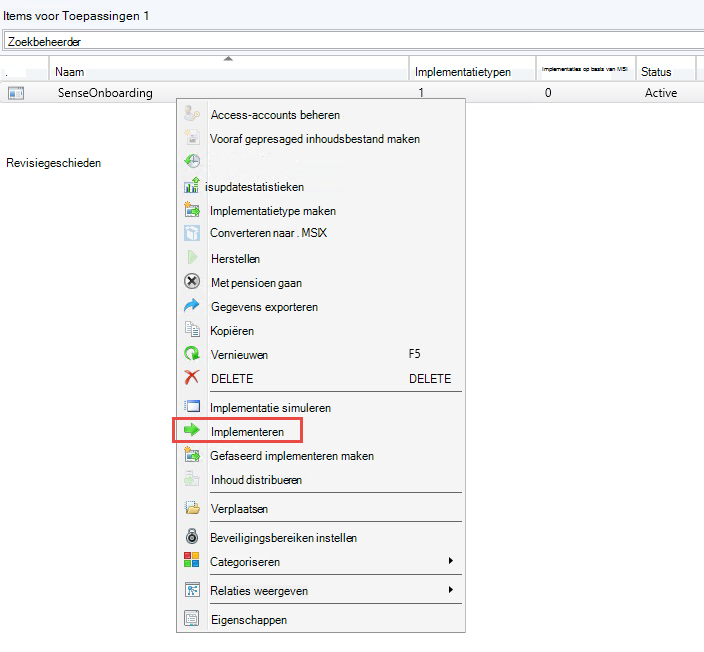 Items voor Toepassingen 1
Zoekbeheerder
. Naam Implementatietypen Implementaties op basis van MSI Status
SenseOnboarding 1 0 Active
Access-accounts beheren
Vooraf gepresaged inhoudsbestand maken
Revisiegeschieden
isupdatestatistieken
Implementatietype maken
Converteren naar . MSIX
Herstellen
Met pensioen gaan
Gegevens exporteren
Kopiëren
Vernieuwen F5
DELETE DELETE
Implementatie simuleren
Implementeren
Gefaseerd implementeren maken
Inhoud distribueren
Verplaatsen
Beveiligingsbereiken instellen
Categoriseren
Relaties weergeven
Eigenschappen